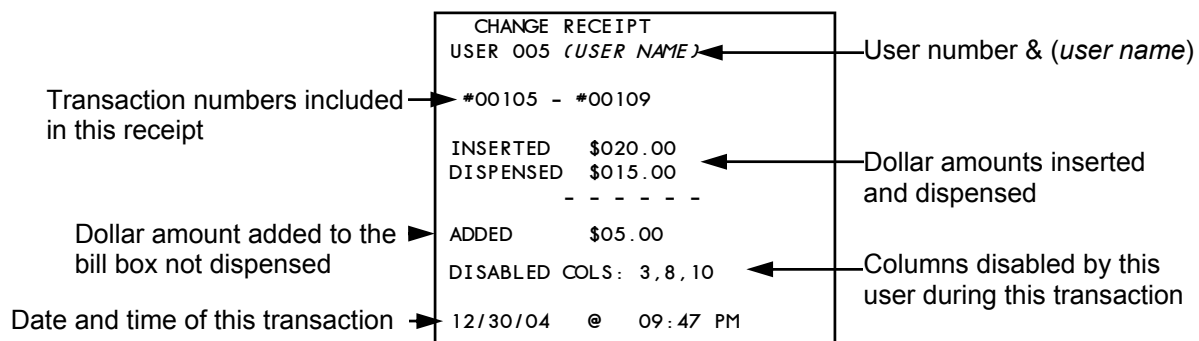 CHANGE RECEIPT
USER 005 (USER NAME)
User number & (user name)
Transaction numbers included
in this receipt
#00105 - #00109
INSERTED $020.00
DISPENSED $015.00
- - - - - -
Dollar amounts inserted
and dispensed
Dollar amount added to the
bill box not dispensed
ADDED $05.00
DISABLED COLS: 3,8,10
Columns disabled by this
user during this transaction
Date and time of this transaction
12/30/04 @ 09:47 PM